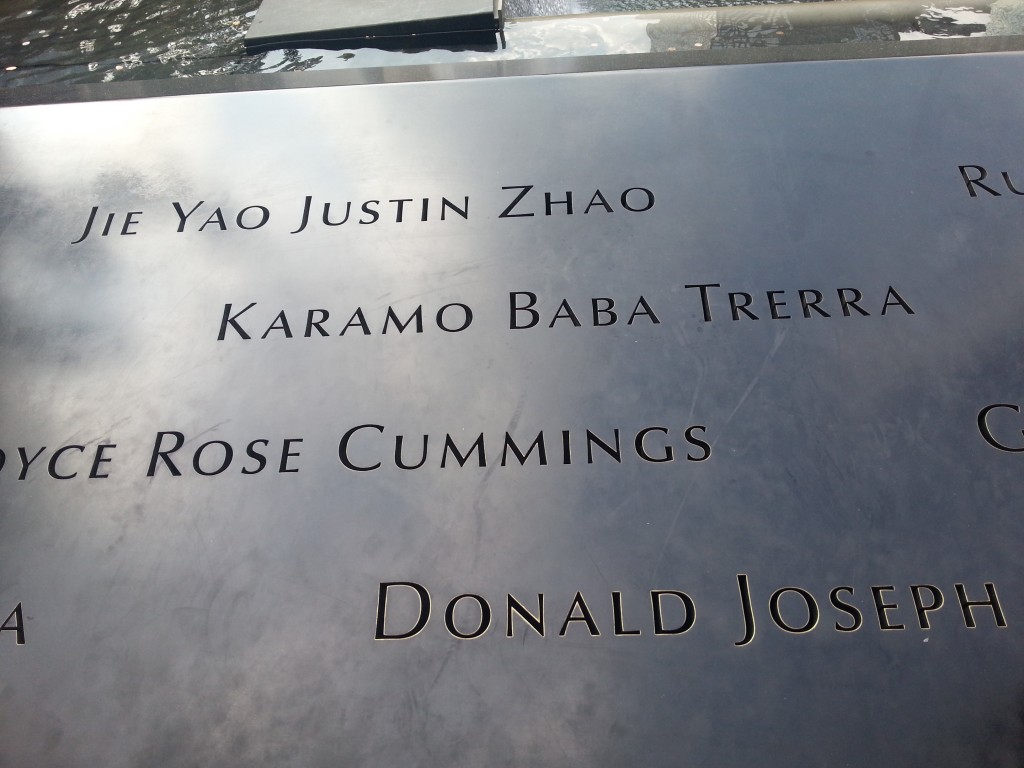 Jie Yao Justin Zhao
Karamo Baba Trerra
Rose Cummings
Donald Joseph